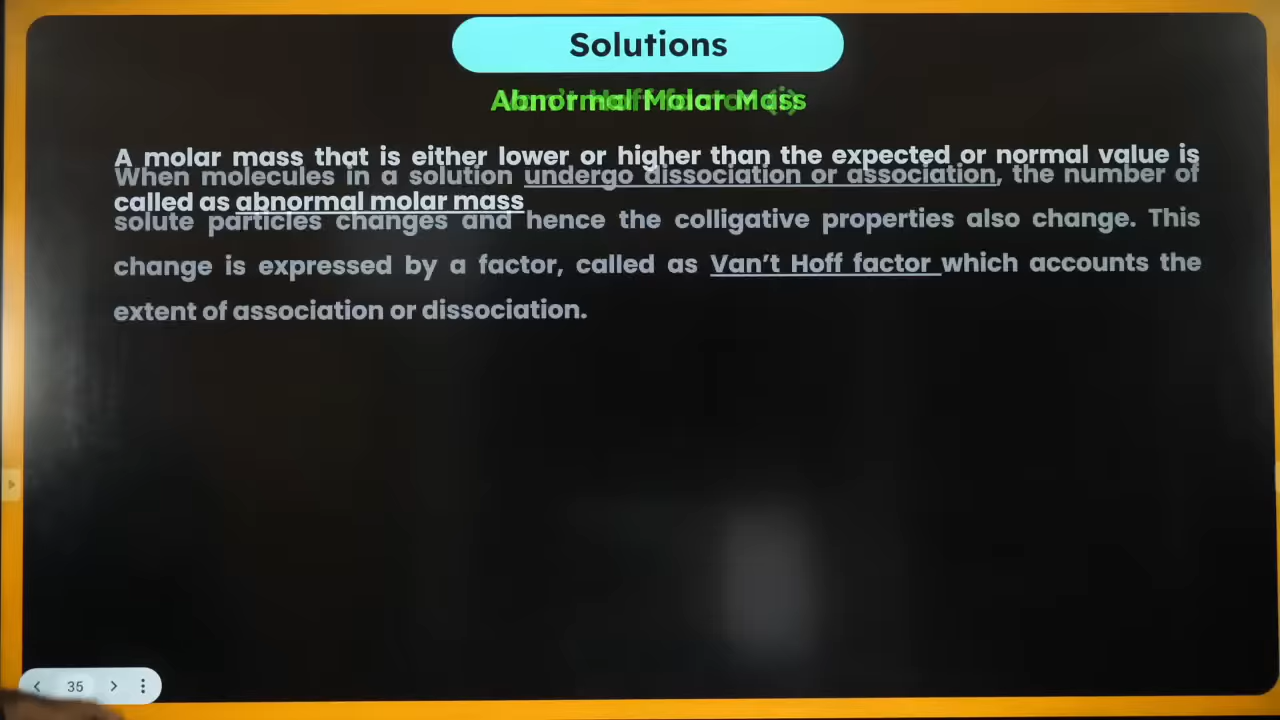 Solutions
Abnormal Molar Mass
Van't Hoff factor (i)
A molar mass that is either lower or higher than the expected or normal value is
called as abnormal molar mass
When molecules in a solution undergo dissociation or association, the number of
solute particles changes and hence the colligative properties also change. This
change is expressed by a factor, called as Van't Hoff factor which accounts the
extent of association or dissociation.
35